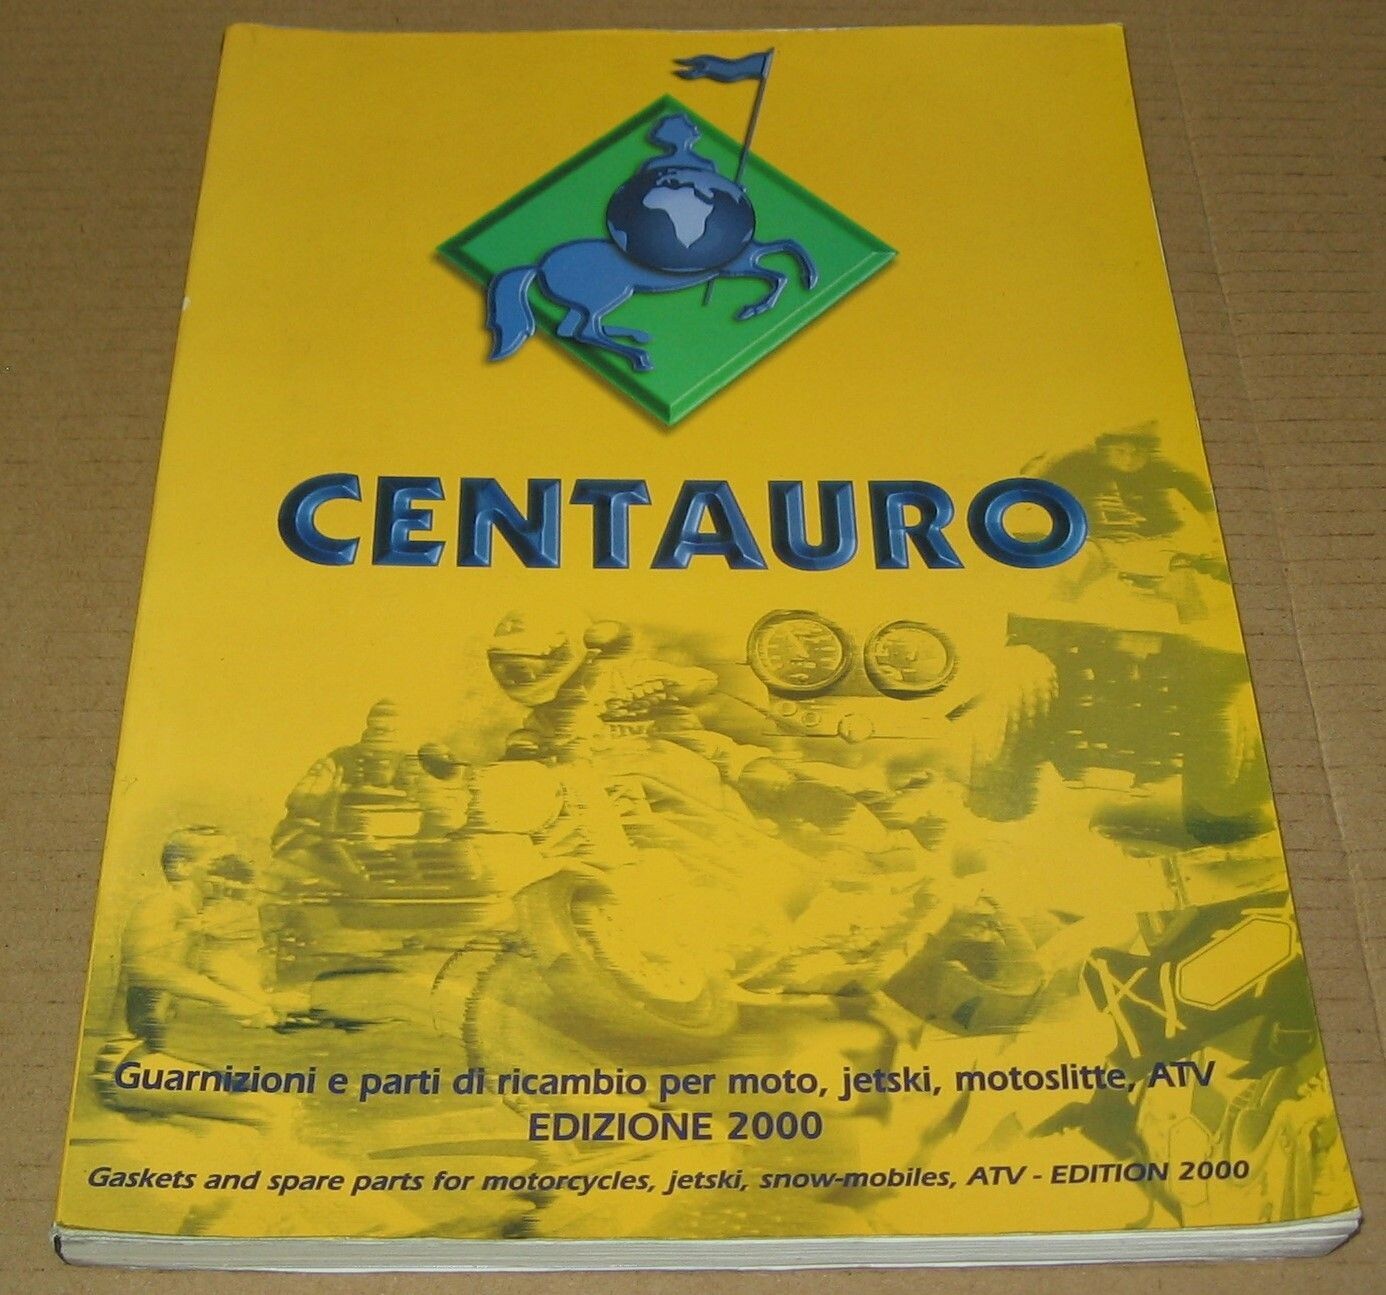 CENTAURO
Guarnizioni e parti di ricambio per moto, jetski, motoslitte, ATV
EDIZIONE 2000
Gaskets and spare parts for motorcycles, jetski, snow-mobiles, ATV - EDITION 2000